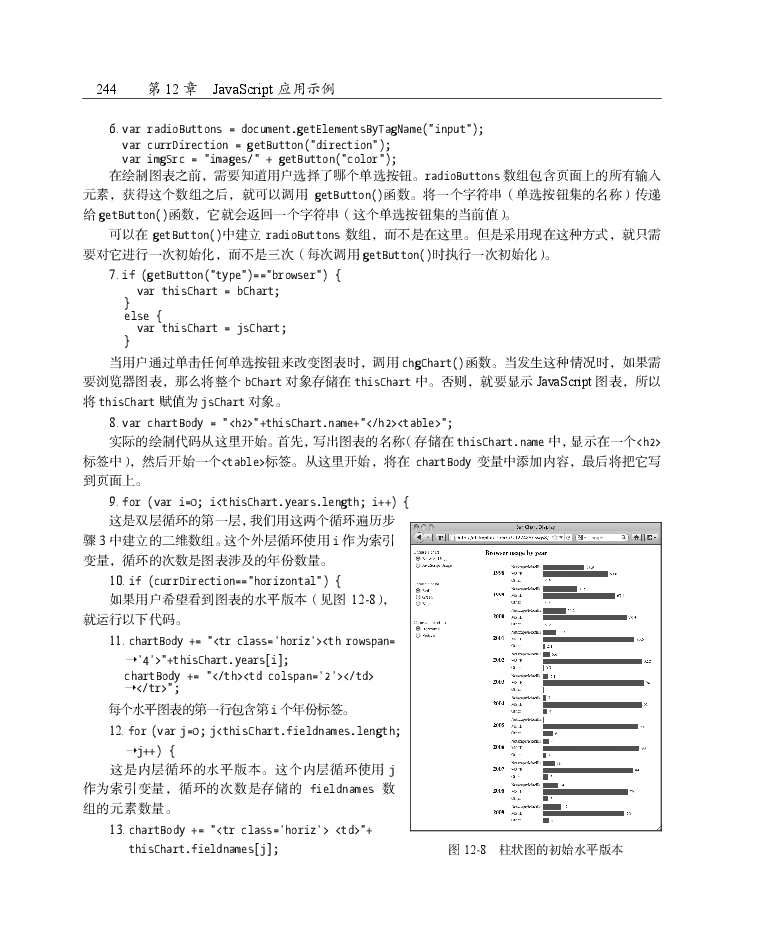 244 第 12 章 JavaScript 应用示例
6. var radioButtons = document.getElementsByTagName("input");
var currDirection = getButton("direction");
var imgSrc = "images/" + getButton("color");
在绘制图表之前，需要知道用户选择了哪个单选按钮。radioButtons 数组包含页面上的所有输入
元素，获得这个数组之后，就可以调用 getButton()函数。将一个字符串（单选按钮集的名称）传递
给 getButton()函数，它就会返回一个字符串（这个单选按钮集的当前值）。
可以在 getButton()中建立 radioButtons 数组，而不是在这里。但是采用现在这种方式，就只需
要对它进行一次初始化，而不是三次（每次调用 getButton()时执行一次初始化）。
7. if (getButton("type")=="browser") {
var thisChart = bChart;
}
else {
var thisChart = jsChart;
}
当用户通过单击任何单选按钮来改变图表时，调用 chgChart()函数。当发生这种情况时，如果需
要浏览器图表，那么将整个 bChart 对象存储在 thisChart 中。否则，就要显示 JavaScript 图表，所以
将 thisChart 赋值为 jsChart 对象。
8. var chartBody = "<h2>"+thisChart.name+"</h2><table>";
实际的绘制代码从这里开始。首先，写出图表的名称（存储在 thisChart.name 中，显示在一个<h2>
标签中），然后开始一个<table>标签。从这里开始，将在 chartBody 变量中添加内容，最后将把它写
到页面上。
9. for (var i=0; i<thisChart.years.length; i++) {
这是双层循环的第一层，我们用这两个循环遍历步
骤 3 中建立的二维数组。这个外层循环使用 i 作为索引
变量，循环的次数是图表涉及的年份数量。
10. if (currDirection=="horizontal") {
如果用户希望看到图表的水平版本（见图 12-8），
就运行以下代码。
11. chartBody += "<tr class='horiz'><th rowspan=
→'4'>"+thisChart.years[i];
chartBody += "</th><td colspan='2'></td>
→</tr>";
每个水平图表的第一行包含第 i 个年份标签。
12. for (var j=0; j<thisChart.fieldnames.length;
→j++) {
这是内层循环的水平版本。这个内层循环使用 j
作为索引变量，循环的次数是存储的 fieldnames 数
组的元素数量。
13. chartBody += "<tr class='horiz'> <td>"+
thisChart.fieldnames[j];
Bar Chart Display
Browser usage by year
1998
1999
2000
2001
2002
2003
2004
2005
2006
2007
2008
2009
图 12-8 柱状图的初始水平版本